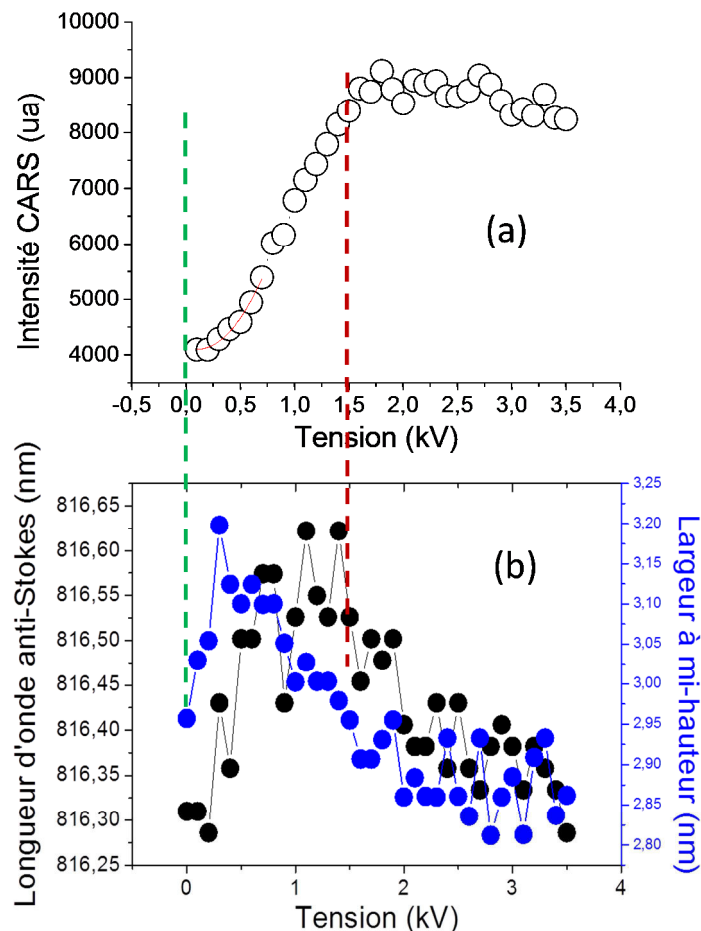 10000
9000
8000
7000
6000
5000
4000
Intensité CARS (ua)
(a)
-0,5 0,0 0,5 1,0 1,5 2,0 2,5 3,0 3,5 4,0
Tension (kV)
816,65
816,60
816,55
816,50
816,45
816,40
816,35
816,30
816,25
Longueur d'onde anti-Stokes (nm)
(b)
3,25
3,20
3,15
3,10
3,05
3,00
2,95
2,90
2,85
2,80
Largeur à mi-hauteur (nm)
0 1 2 3 4
Tension (kV)